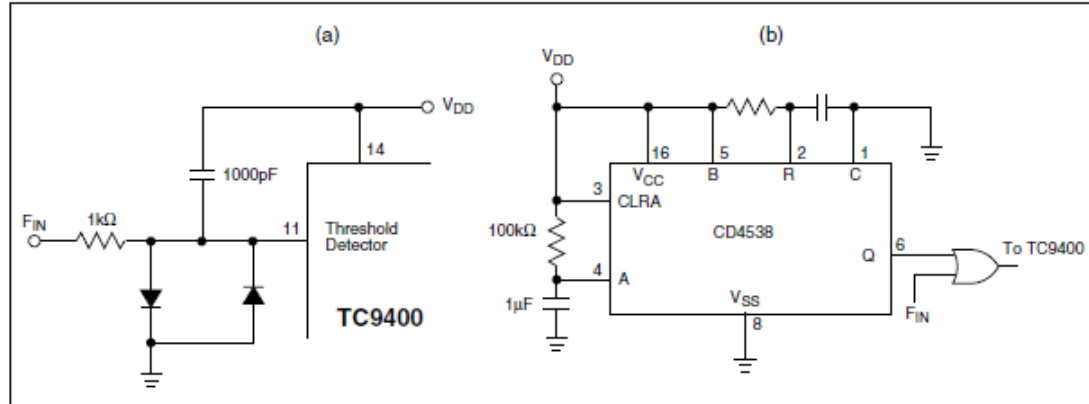 (a)
V_DD
14
1000pF
F_IN
1kΩ
11
Threshold
Detector
TC9400
(b)
V_DD
16
5
2
1
V_CC
B
R
C
3
CLRA
100kΩ
CD4538
4
A
Q
6
To TC9400
1μF
V_SS
8
F_IN